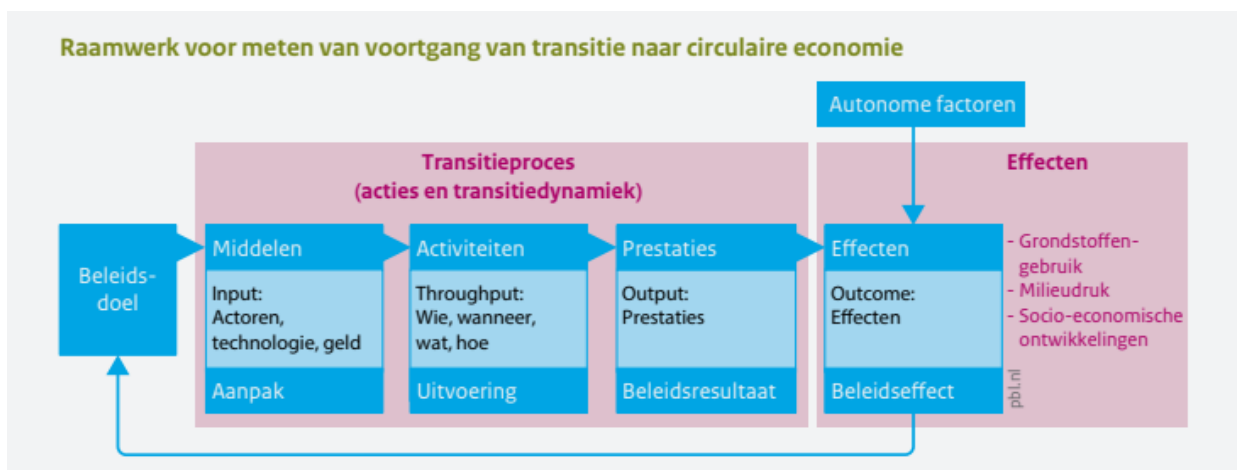 Raamwerk voor meten van voortgang van transitie naar circulaire economie
Autonome factoren
Transitieproces
(acties en transitiedynamiek)
Effecten
Beleids-
doel
Middelen
Input:
Actoren,
technologie, geld
Aanpak
Activiteiten
Throughput:
Wie, wanneer,
wat, hoe
Uitvoering
Prestaties
Output:
Prestaties
Beleidsresultaat
Effecten
Outcome:
Effecten
Beleidseffect
- Grondstoffen-
gebruik
- Milieudruk
- Socio-economische
ontwikkelingen
pbl.nl